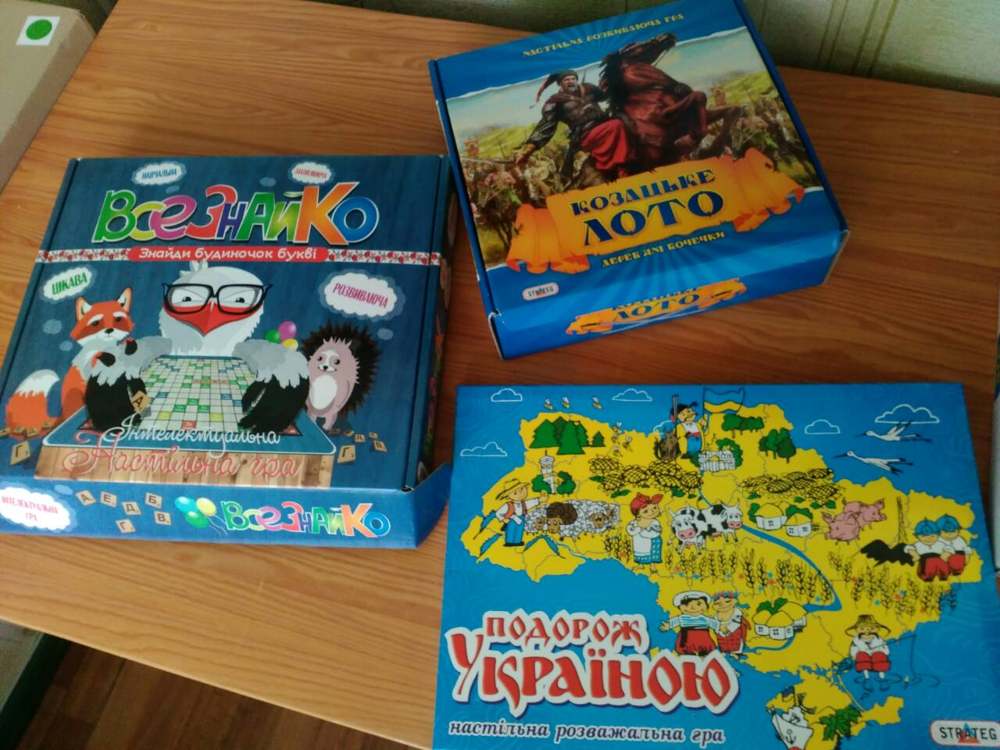 НАВЧАЛЬНА
ЗАХОПЛЮЮЧА
ВСЕЗНАЙКО
Знайди будиночок букві
ЦІКАВА
РОЗВИВАЮЧА
А
Інтелектуальна
Настільна гра
ІНТЕЛЕКТУАЛЬНА
ГРА
А Е Б
Е Д В
Г
ВСЕЗНАЙКО
НАСТІЛЬНА РОЗВИВАЮЧА ГРА
КОЗАЦЬКЕ
ЛОТО
ДЕРЕВ'ЯНІ БОЧЕЧКИ
STRATEG
ЛОТО
ПОДОРОЖ
УКРАЇНОЮ
настільна розважальна гра
STRATEG